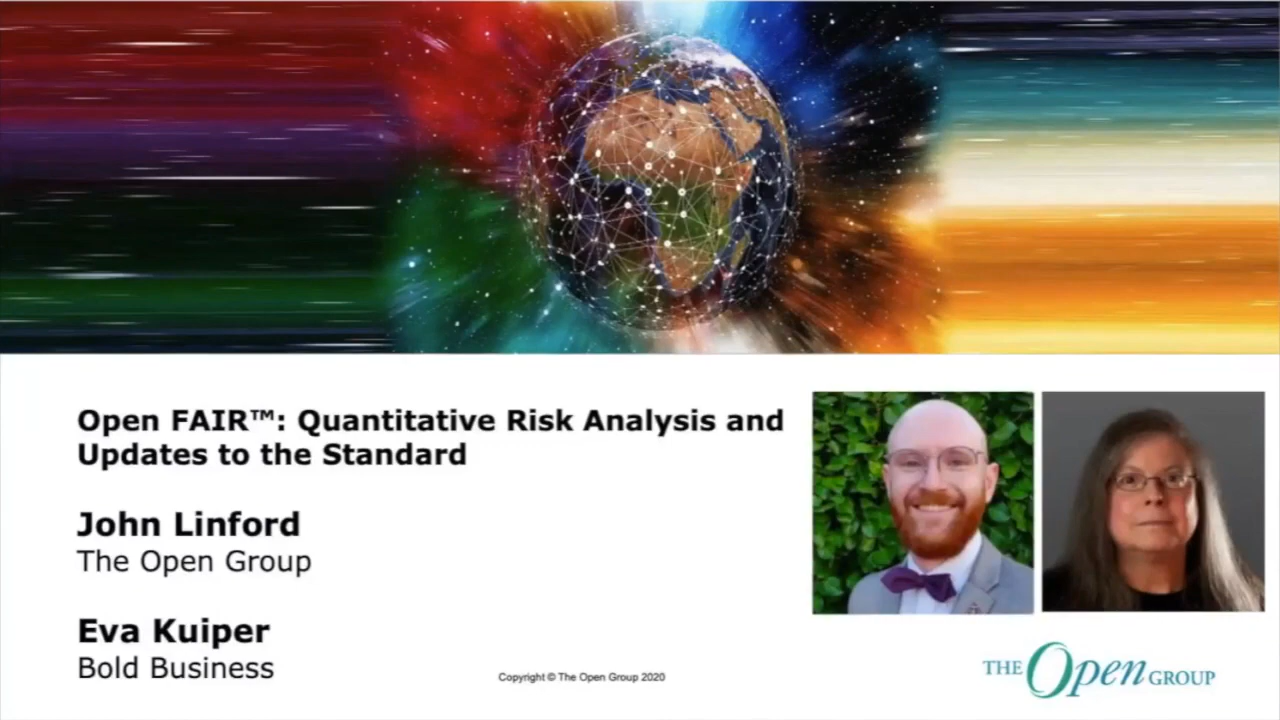 Open FAIR™: Quantitative Risk Analysis and
Updates to the Standard
John Linford
The Open Group
Eva Kuiper
Bold Business
Copyright © The Open Group 2020
THE Open GROUP